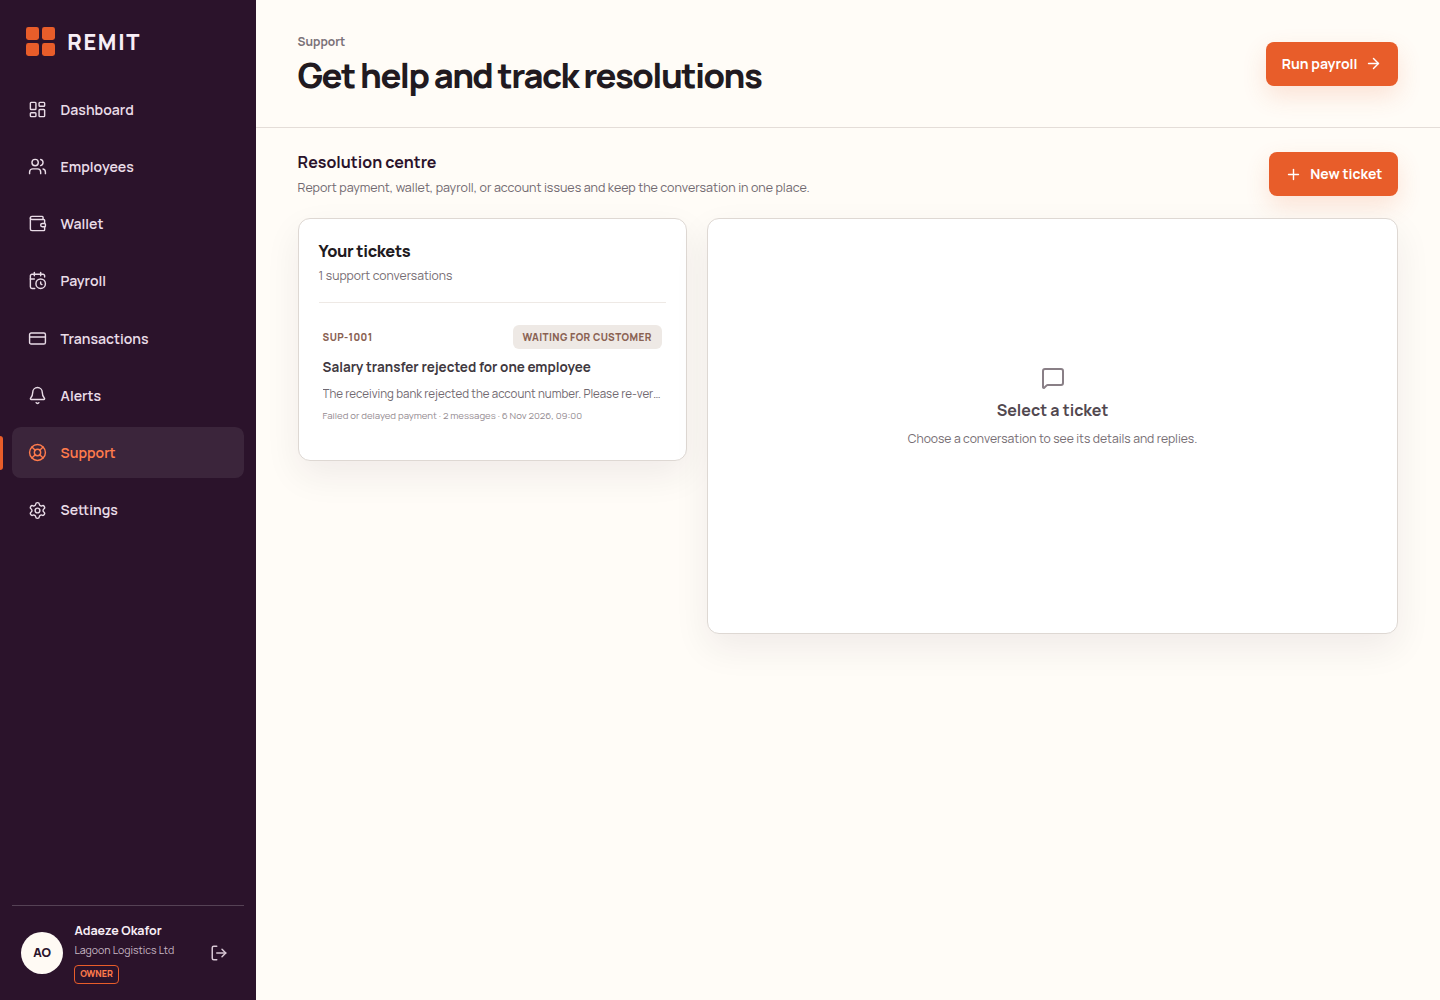 REMIT
Dashboard
Employees
Wallet
Payroll
Transactions
Alerts
Support
Settings
AO
Adaeze Okafor
Lagoon Logistics Ltd
OWNER
Support
Get help and track resolutions
Run payroll
Resolution centre
Report payment, wallet, payroll, or account issues and keep the conversation in one place.
New ticket
Your tickets
1 support conversations
SUP-1001
WAITING FOR CUSTOMER
Salary transfer rejected for one employee
The receiving bank rejected the account number. Please re-ver...
Failed or delayed payment · 2 messages · 6 Nov 2026, 09:00
Select a ticket
Choose a conversation to see its details and replies.